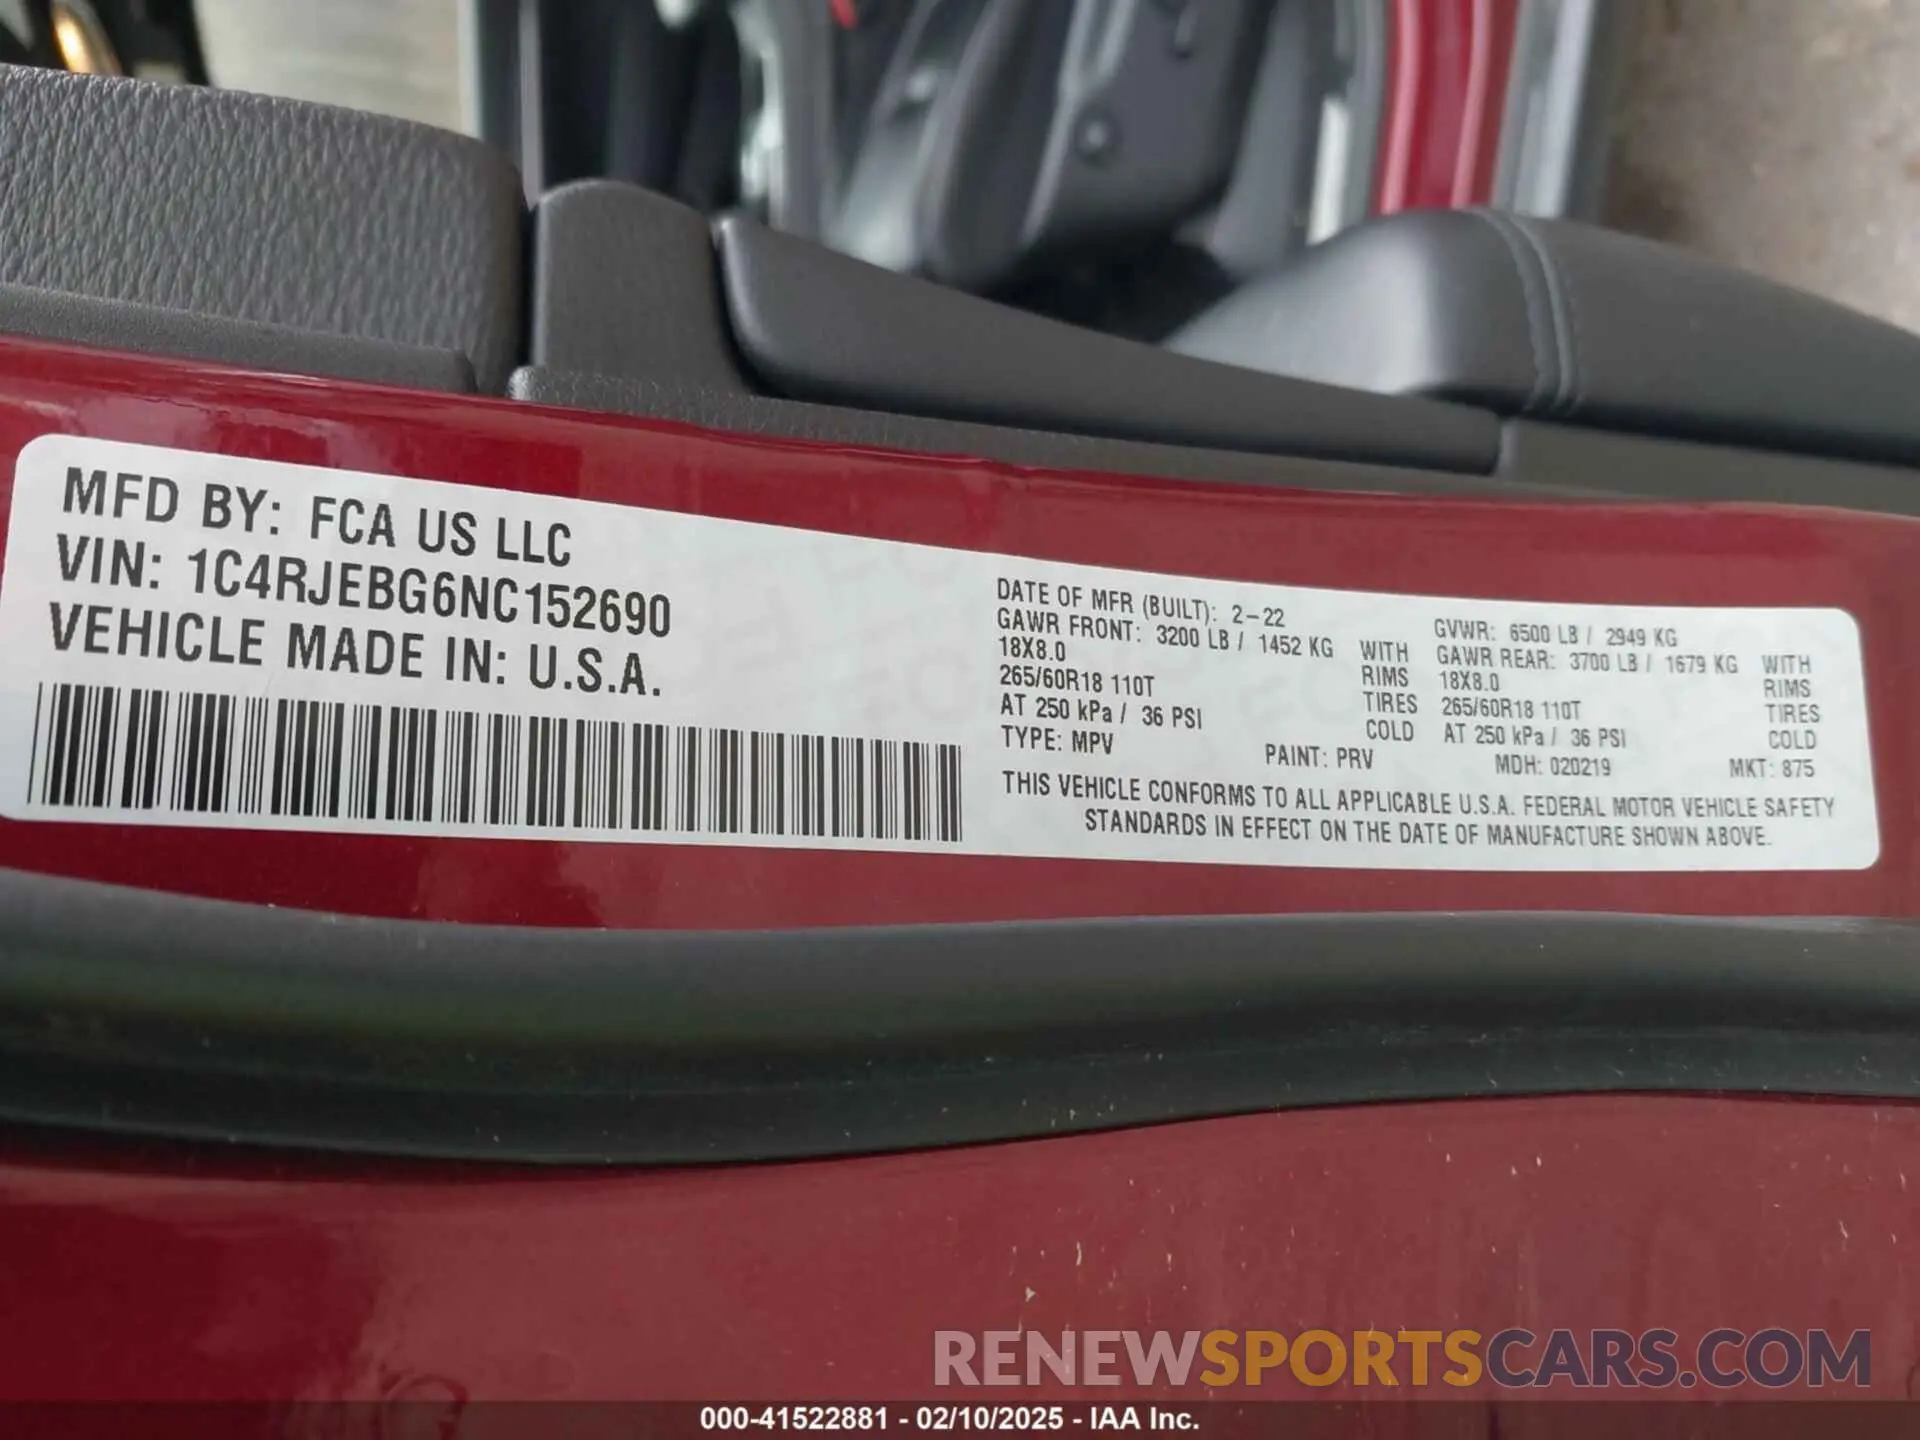 MFD BY: FCA US LLC
VIN: 1C4RJEBG6NC152690
VEHICLE MADE IN: U.S.A.
DATE OF MFR (BUILT): 2-22
GAWR FRONT: 3200 LB / 1452 KG WITH
18X8.0 RIMS
265/60R18 110T TIRES
AT 250 kPa / 36 PSI COLD
GVWR: 6500 LB / 2949 KG
GAWR REAR: 3700 LB / 1679 KG WITH
18X8.0 RIMS
265/60R18 110T TIRES
AT 250 kPa / 36 PSI COLD
TYPE: MPV PAINT: PRV MDH: 020219 MKT: 875
THIS VEHICLE CONFORMS TO ALL APPLICABLE U.S.A. FEDERAL MOTOR VEHICLE SAFETY
STANDARDS IN EFFECT ON THE DATE OF MANUFACTURE SHOWN ABOVE.
RENEWSPORTSCARS.COM
000-41522881 - 02/10/2025 - IAA Inc.